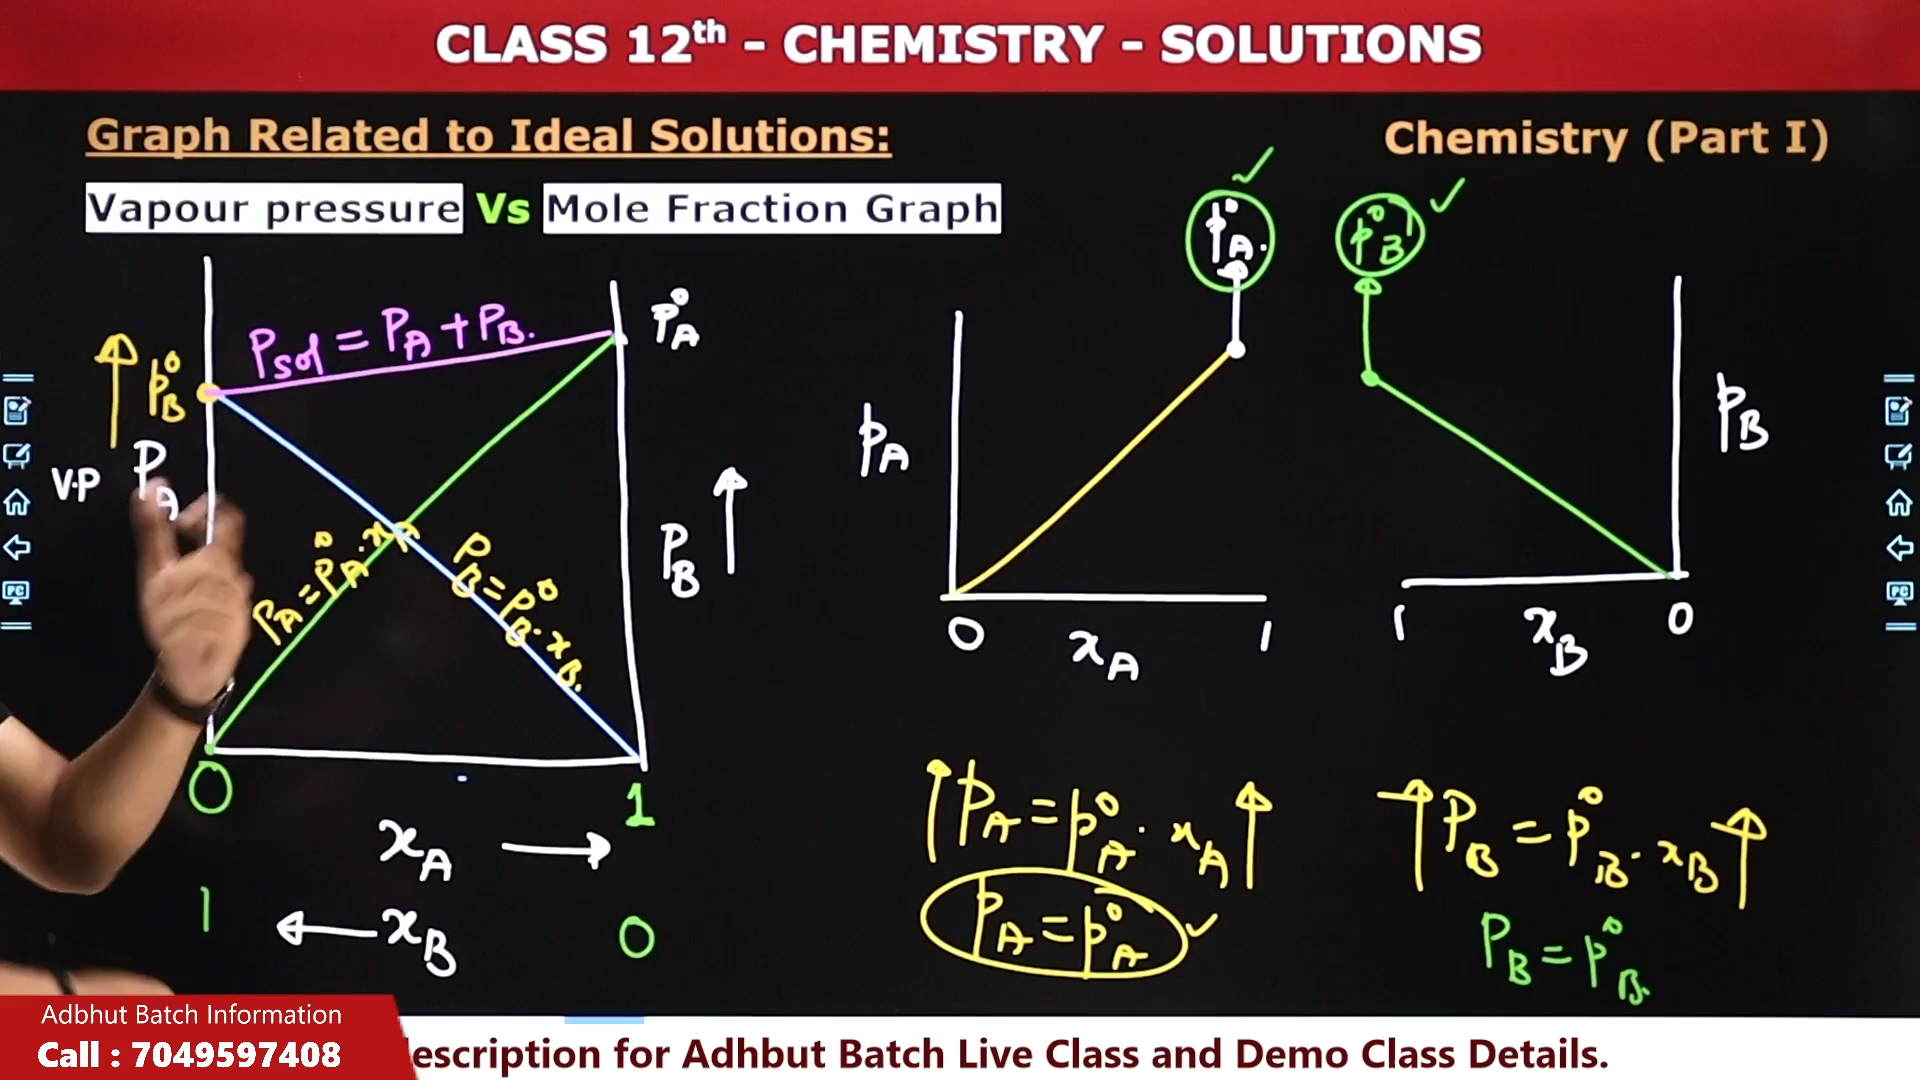 CLASS 12th - CHEMISTRY - SOLUTIONS
Graph Related to Ideal Solutions:
Chemistry (Part I)
Vapour pressure Vs Mole Fraction Graph
Psol = PA + PB.
p°A
p°B
V.P
PA
PA = p°A . x
PB = p°B . xB.
PB
0
1
xA
1
xB
0
p°A.
pA
0
xA
1
p°B
pB
1
xB
0
PA = p°A . xA
PA = p°A
PB = p°B . xB
PB = p°B.
PC
PC
Adbhut Batch Information
Call : 7049597408
escription for Adhbut Batch Live Class and Demo Class Details.